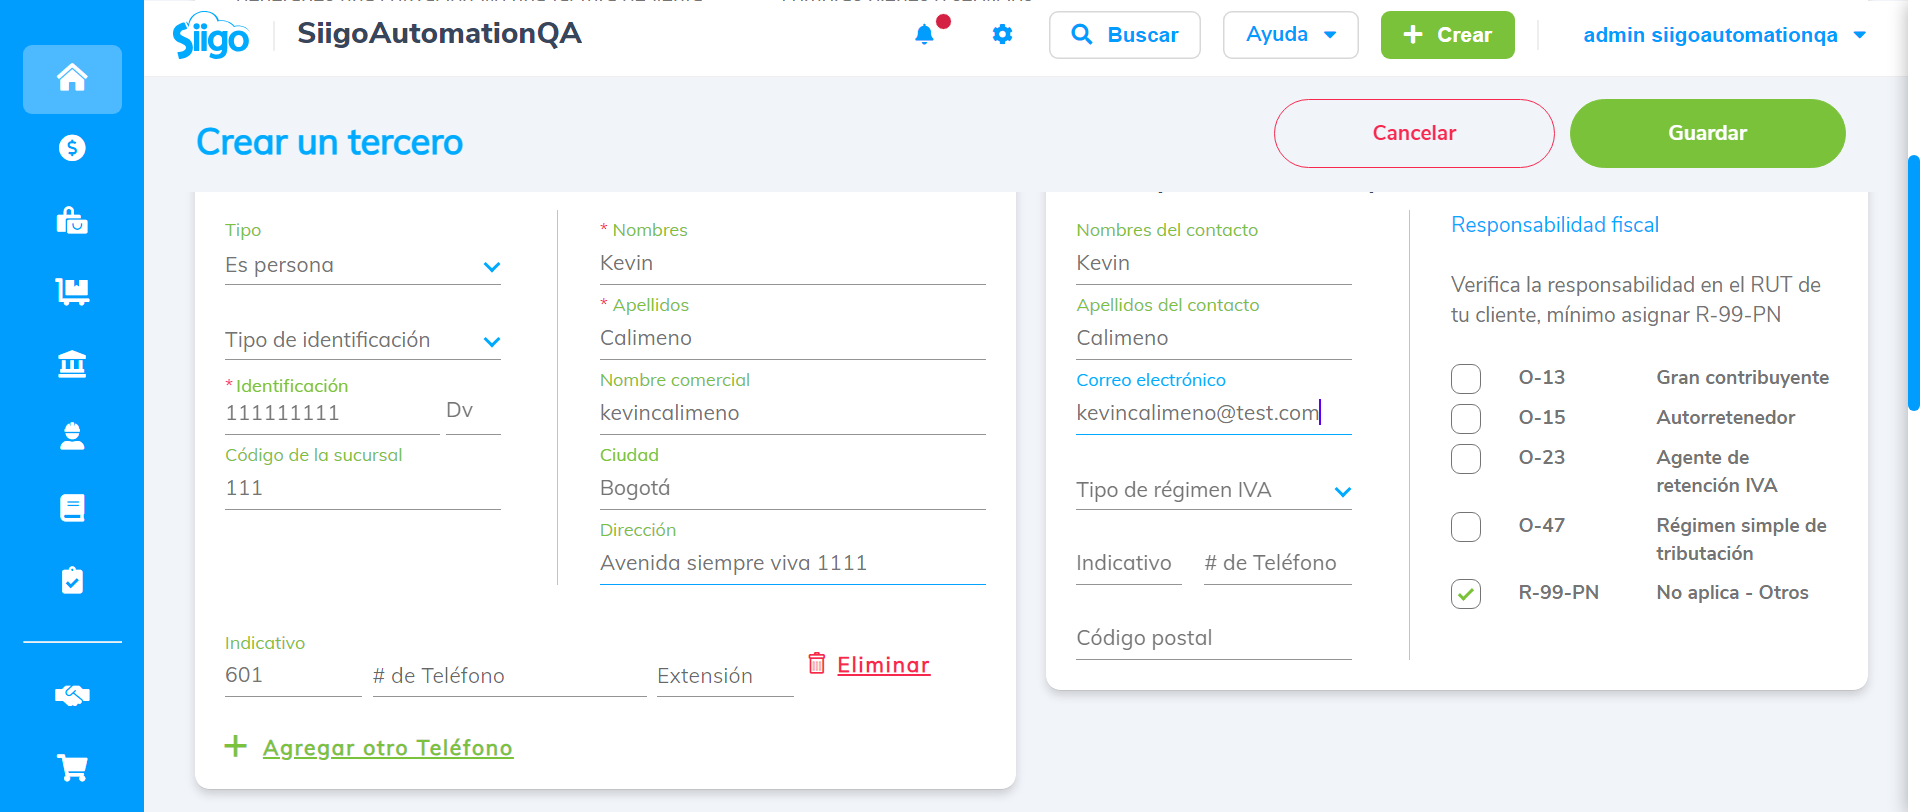 Siigo
SiigoAutomationQA
Buscar
Ayuda
Crear
admin siigoautomationqa
Crear un tercero
Cancelar
Guardar
Tipo
Es persona
Tipo de identificación
* Identificación
111111111
Dv
Código de la sucursal
111
* Nombres
Kevin
* Apellidos
Calimeno
Nombre comercial
kevincalimeno
Ciudad
Bogotá
Dirección
Avenida siempre viva 1111
Indicativo
601
# de Teléfono
Extensión
Eliminar
Agregar otro Teléfono
Nombres del contacto
Kevin
Apellidos del contacto
Calimeno
Correo electrónico
kevincalimeno@test.com
Tipo de régimen IVA
Indicativo
# de Teléfono
Código postal
Responsabilidad fiscal
Verifica la responsabilidad en el RUT de
tu cliente, mínimo asignar R-99-PN
O-13 Gran contribuyente
O-15 Autorretenedor
O-23 Agente de
retención IVA
O-47 Régimen simple de
tributación
R-99-PN No aplica - Otros